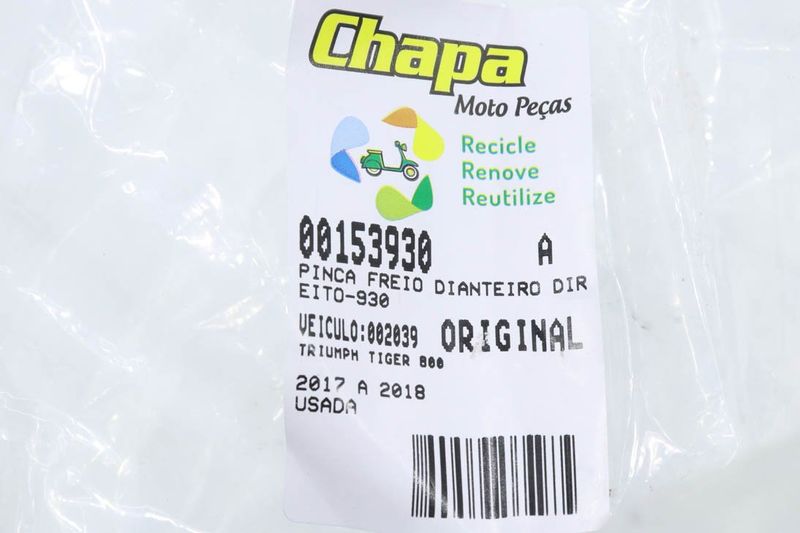 Chapa
Moto Peças
Recicle
Renove
Reutilize
00153930 A
PINCA FREIO DIANTEIRO DIR
EITO-930
VEICULO:002039 ORIGINAL
TRIUMPH TIGER 800
2017 A 2018
USADA